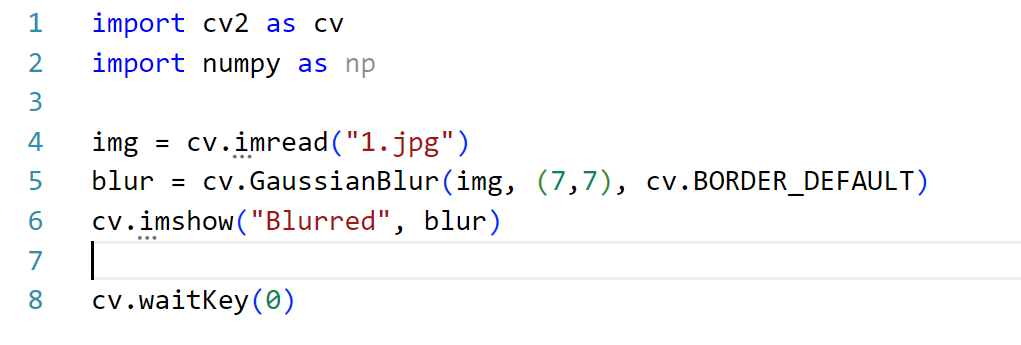 1 import cv2 as cv
2 import numpy as np
3
4 img = cv.imread("1.jpg")
5 blur = cv.GaussianBlur(img, (7,7), cv.BORDER_DEFAULT)
6 cv.imshow("Blurred", blur)
7
8 cv.waitKey(0)